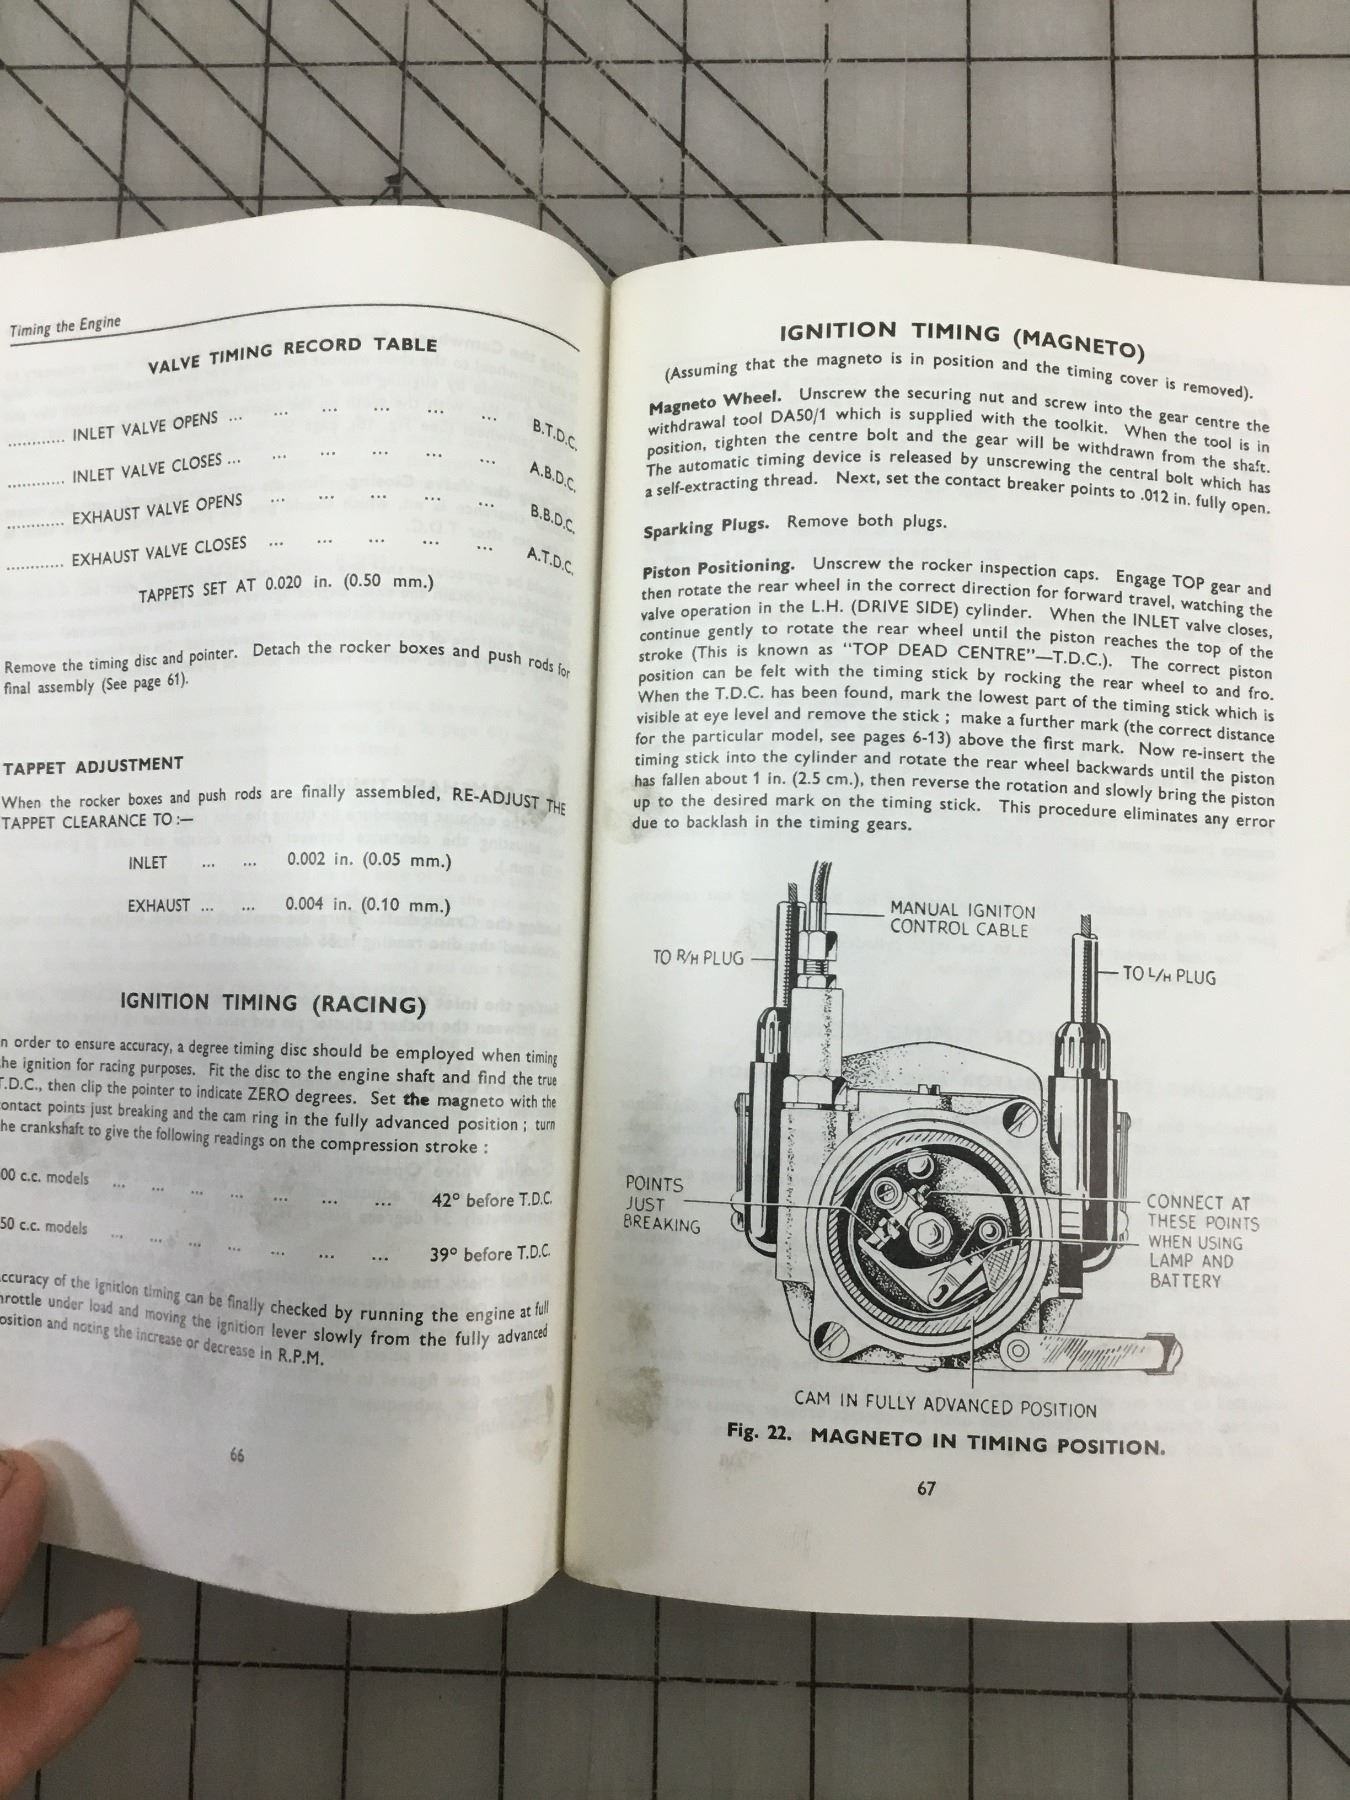 Timing the Engine
VALVE TIMING RECORD TABLE
............ INLET VALVE OPENS ... ... ... ... ... ... B.T.D.C.
............ INLET VALVE CLOSES ... ... ... ... ... ... A.B.D.C.
............ EXHAUST VALVE OPENS ... ... ... ... ... B.B.D.C.
............ EXHAUST VALVE CLOSES ... ... ... ... ... A.T.D.C.
TAPPETS SET AT 0.020 in. (0.50 mm.)
Remove the timing disc and pointer. Detach the rocker boxes and push rods for
final assembly (See page 61).
TAPPET ADJUSTMENT
When the rocker boxes and push rods are finally assembled, RE-ADJUST THE
TAPPET CLEARANCE TO :—
INLET ... ... 0.002 in. (0.05 mm.)
EXHAUST ... ... 0.004 in. (0.10 mm.)
IGNITION TIMING (RACING)
n order to ensure accuracy, a degree timing disc should be employed when timing
he ignition for racing purposes. Fit the disc to the engine shaft and find the true
T.D.C., then clip the pointer to indicate ZERO degrees. Set the magneto with the
ontact points just breaking and the cam ring in the fully advanced position ; turn
he crankshaft to give the following readings on the compression stroke :
00 c.c. models ... ... ... ... ... ... ... 42° before T.D.C.
50 c.c. models ... ... ... ... ... ... ... 39° before T.D.C.
ccuracy of the ignition timing can be finally checked by running the engine at full
hrottle under load and moving the ignition lever slowly from the fully advanced
osition and noting the increase or decrease in R.P.M.
66
IGNITION TIMING (MAGNETO)
(Assuming that the magneto is in position and the timing cover is removed).
Magneto Wheel. Unscrew the securing nut and screw into the gear centre the
withdrawal tool DA50/1 which is supplied with the toolkit. When the tool is in
position, tighten the centre bolt and the gear will be withdrawn from the shaft.
The automatic timing device is released by unscrewing the central bolt which has
a self-extracting thread. Next, set the contact breaker points to .012 in. fully open.
Sparking Plugs. Remove both plugs.
Piston Positioning. Unscrew the rocker inspection caps. Engage TOP gear and
then rotate the rear wheel in the correct direction for forward travel, watching the
valve operation in the L.H. (DRIVE SIDE) cylinder. When the INLET valve closes,
continue gently to rotate the rear wheel until the piston reaches the top of the
stroke (This is known as "TOP DEAD CENTRE"—T.D.C.). The correct piston
position can be felt with the timing stick by rocking the rear wheel to and fro.
When the T.D.C. has been found, mark the lowest part of the timing stick which is
visible at eye level and remove the stick ; make a further mark (the correct distance
for the particular model, see pages 6-13) above the first mark. Now re-insert the
timing stick into the cylinder and rotate the rear wheel backwards until the piston
has fallen about 1 in. (2.5 cm.), then reverse the rotation and slowly bring the piston
up to the desired mark on the timing stick. This procedure eliminates any error
due to backlash in the timing gears.
MANUAL IGNITON
CONTROL CABLE
TO R/H PLUG
TO L/H PLUG
POINTS
JUST
BREAKING
CONNECT AT
THESE POINTS
WHEN USING
LAMP AND
BATTERY
CAM IN FULLY ADVANCED POSITION
Fig. 22. MAGNETO IN TIMING POSITION.
67